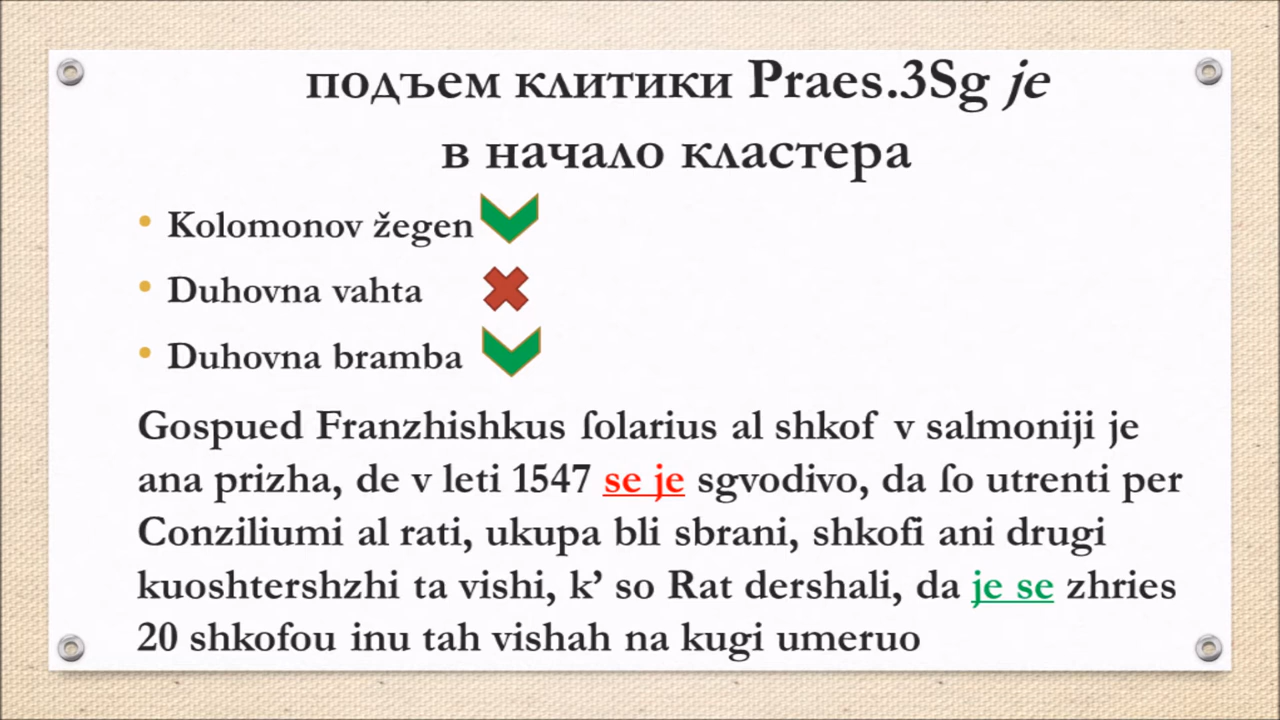 подъем клитики Praes.3Sg je
в начало кластера
• Kolomonov žegen
• Duhovna vahta
• Duhovna bramba
Gospued Franzhishkus ſolarius al shkof v salmoniji je
ana prizha, de v leti 1547 se je sgvodivo, da ſo utrenti per
Conziliumi al rati, ukupa bli sbrani, shkofi ani drugi
kuoshtershzhi ta vishi, k’ so Rat dershali, da je se zhries
20 shkofou inu tah vishah na kugi umeruo